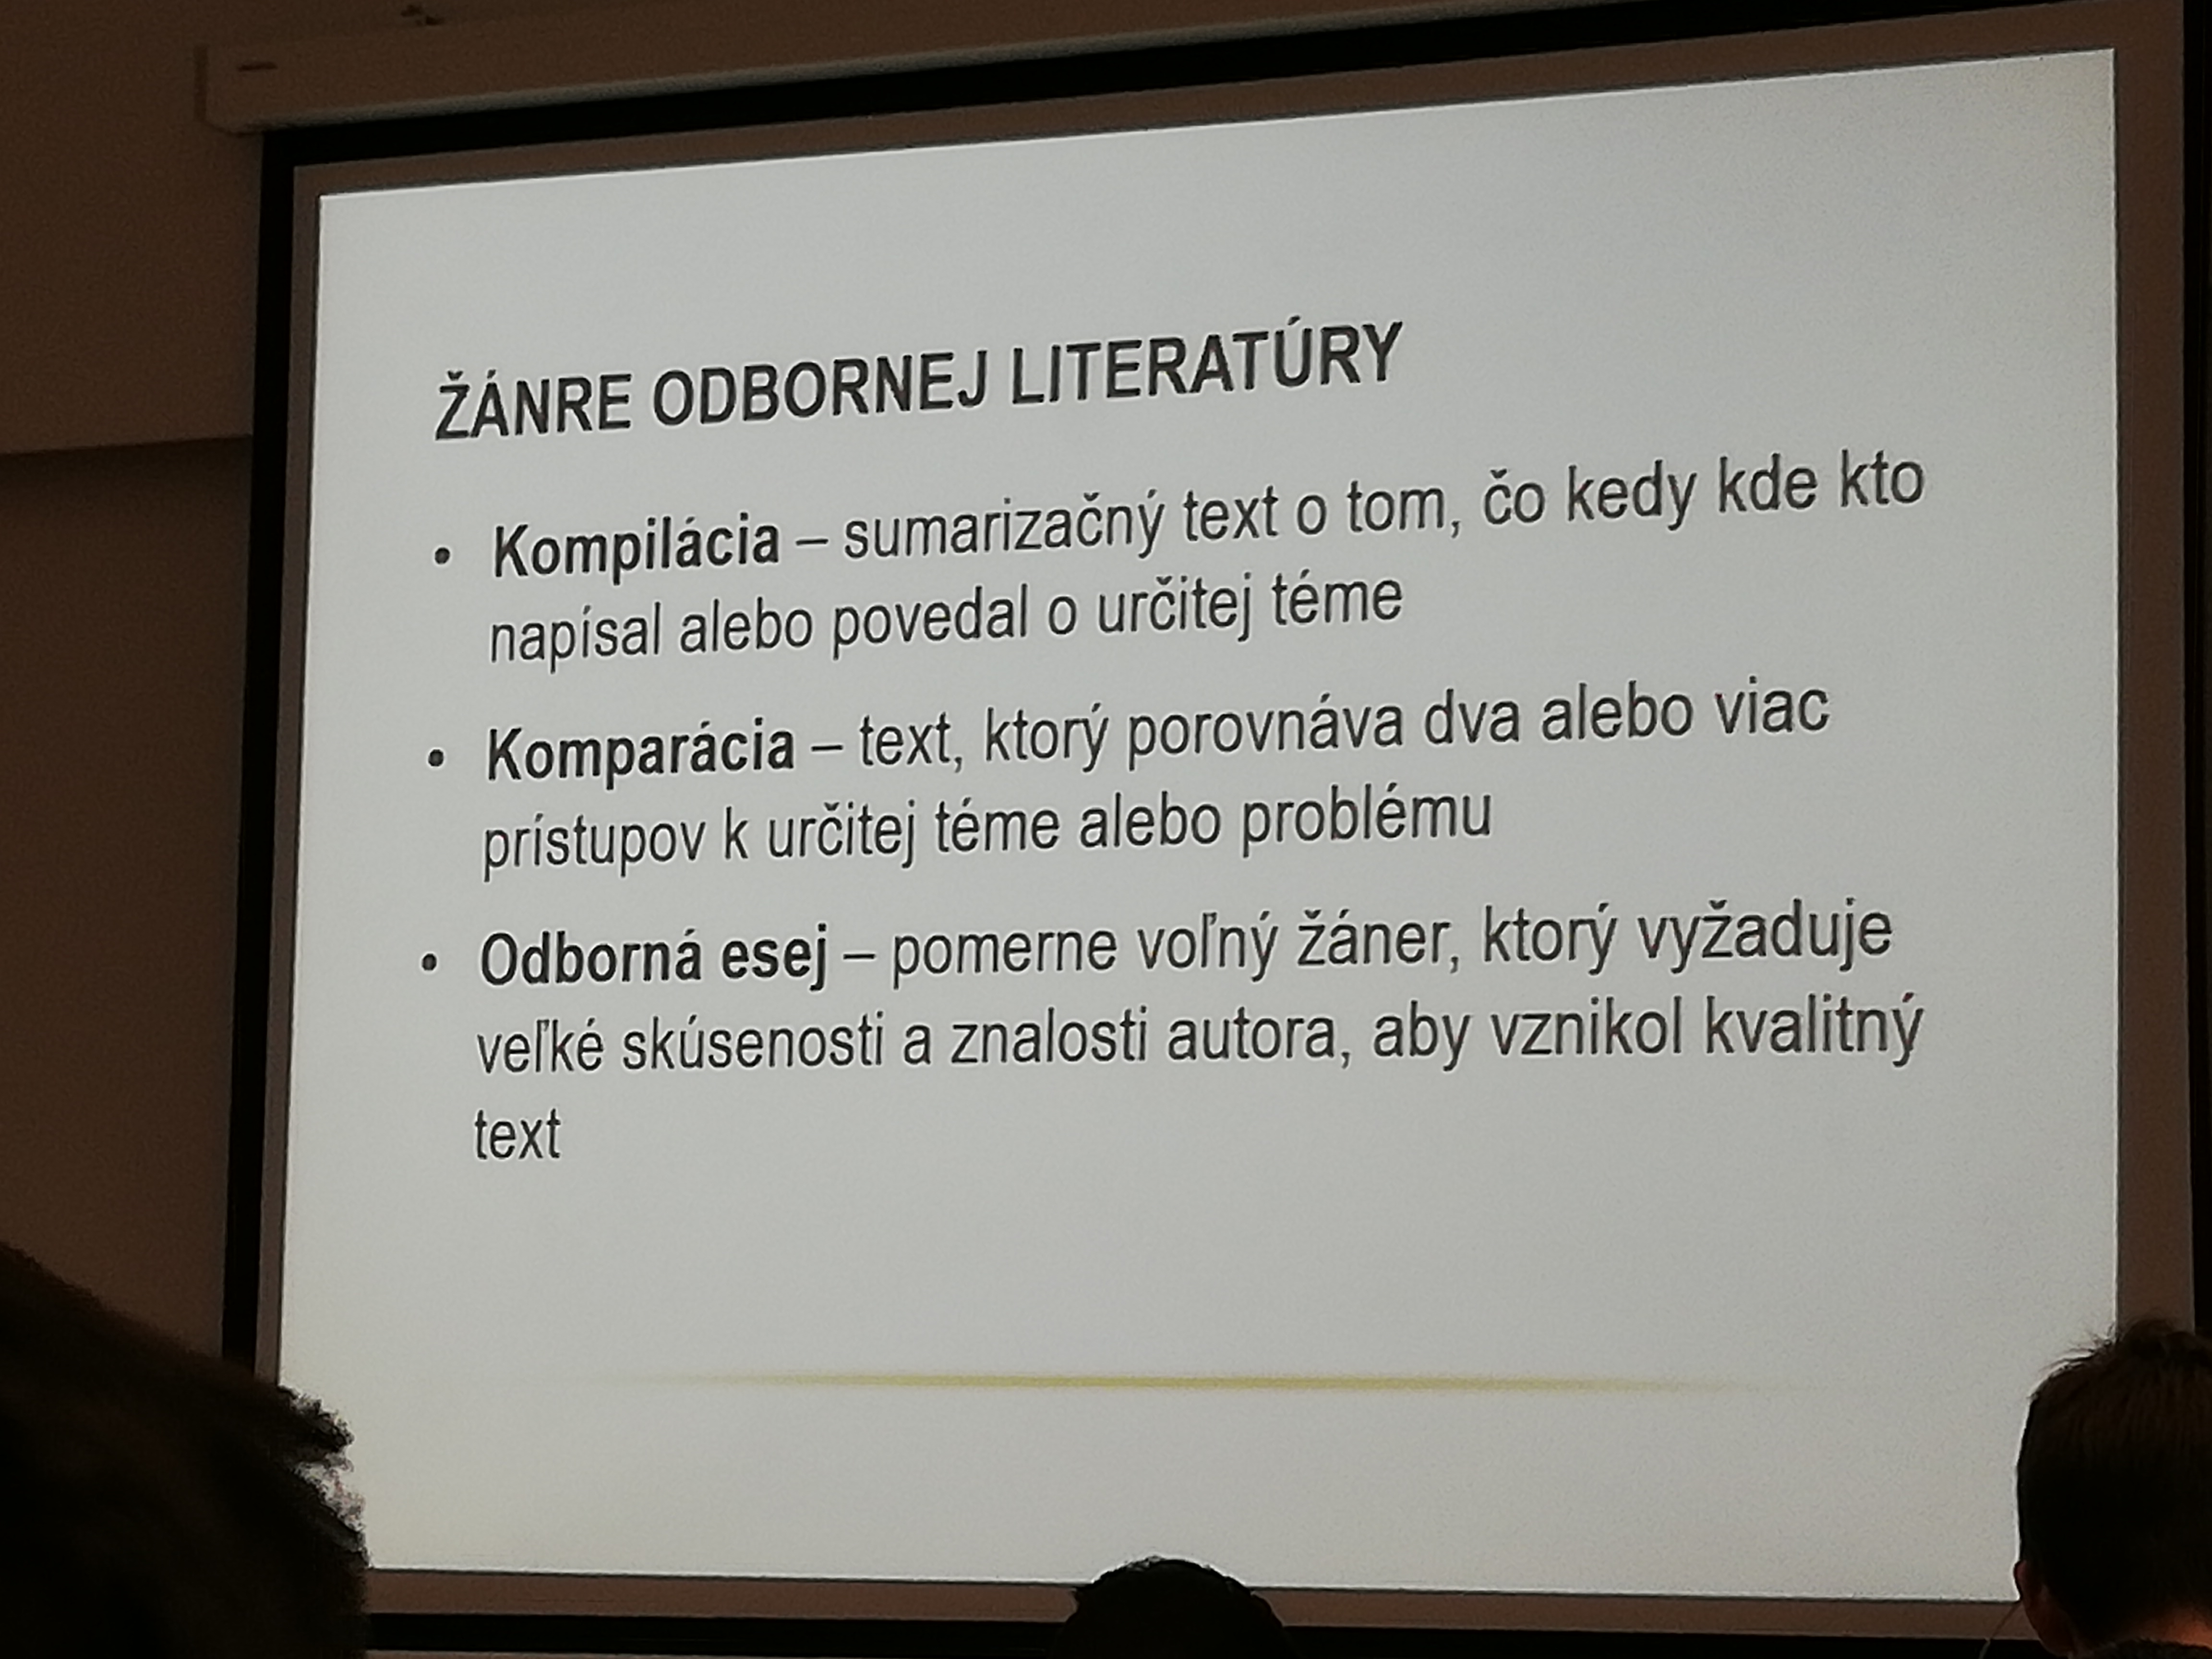 ŽÁNRE ODBORNEJ LITERATÚRY
• Kompilácia – sumarizačný text o tom, čo kedy kde kto
napísal alebo povedal o určitej téme
• Komparácia – text, ktorý porovnáva dva alebo viac
prístupov k určitej téme alebo problému
• Odborná esej – pomerne voľný žáner, ktorý vyžaduje
veľké skúsenosti a znalosti autora, aby vznikol kvalitný
text